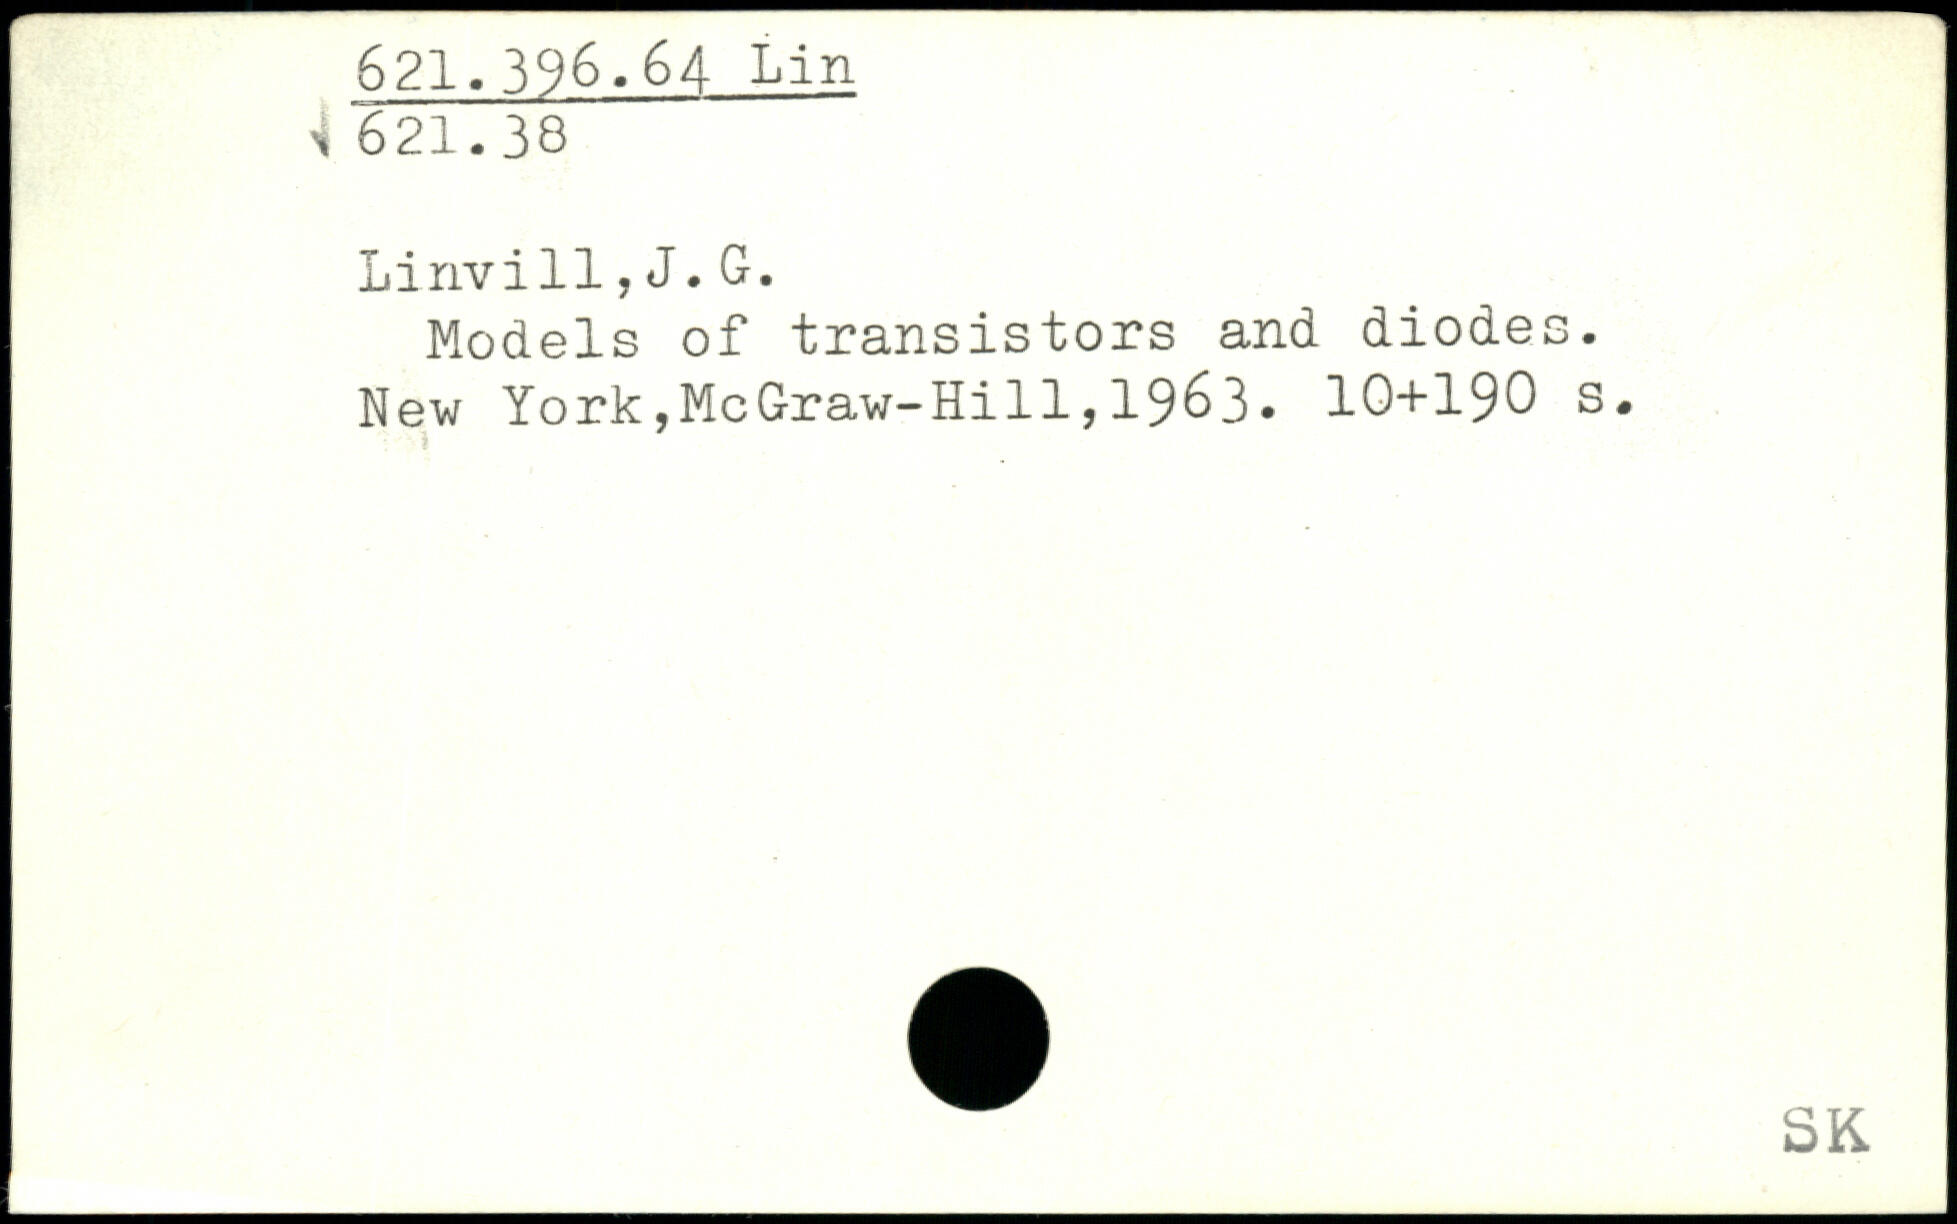 621.396.64 Lin
621.38
Linvill,J.G.
Models of transistors and diodes.
New York,McGraw-Hill,1963. 10+190 s.
SK